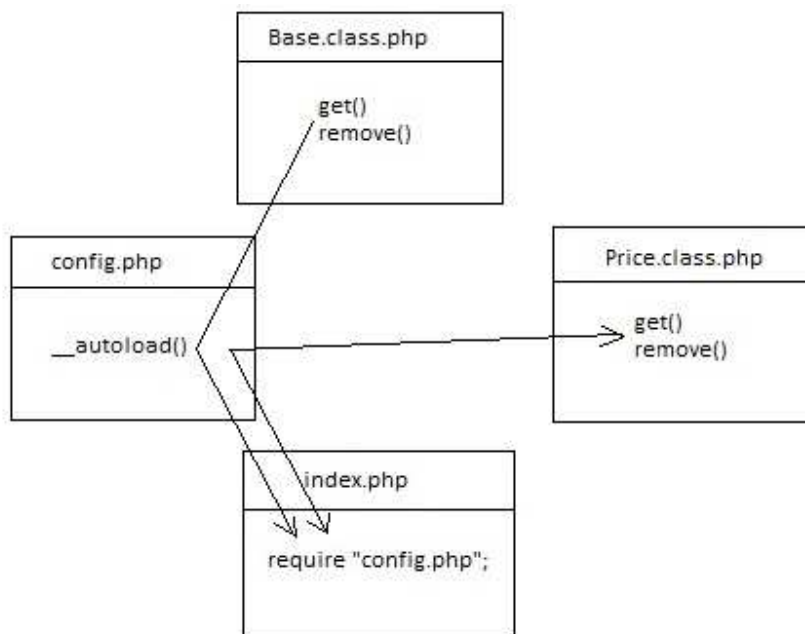 Base.class.php
get()
remove()
config.php
__autoload()
Price.class.php
get()
remove()
index.php
require "config.php";